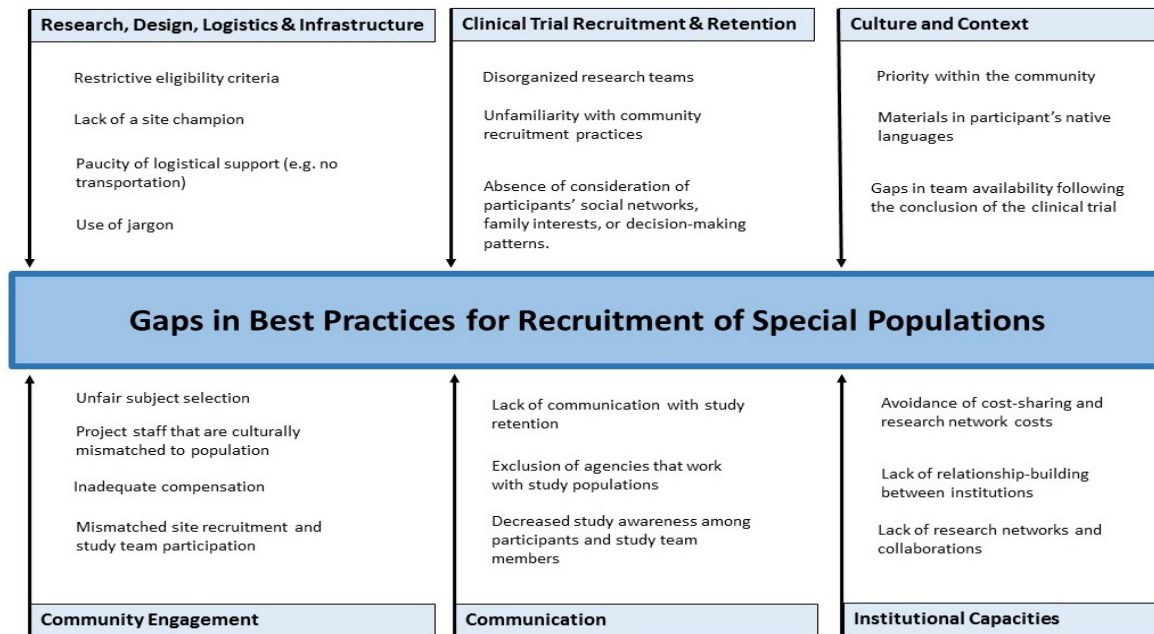 Research, Design, Logistics & Infrastructure
Restrictive eligibility criteria
Lack of a site champion
Paucity of logistical support (e.g. no
transportation)
Use of jargon
Clinical Trial Recruitment & Retention
Disorganized research teams
Unfamiliarity with community
recruitment practices
Absence of consideration of
participants’ social networks,
family interests, or decision-making
patterns.
Culture and Context
Priority within the community
Materials in participant’s native
languages
Gaps in team availability following
the conclusion of the clinical trial
Gaps in Best Practices for Recruitment of Special Populations
Unfair subject selection
Project staff that are culturally
mismatched to population
Inadequate compensation
Mismatched site recruitment and
study team participation
Community Engagement
Lack of communication with study
retention
Exclusion of agencies that work
with study populations
Decreased study awareness among
participants and study team
members
Communication
Avoidance of cost-sharing and
research network costs
Lack of relationship-building
between institutions
Lack of research networks and
collaborations
Institutional Capacities